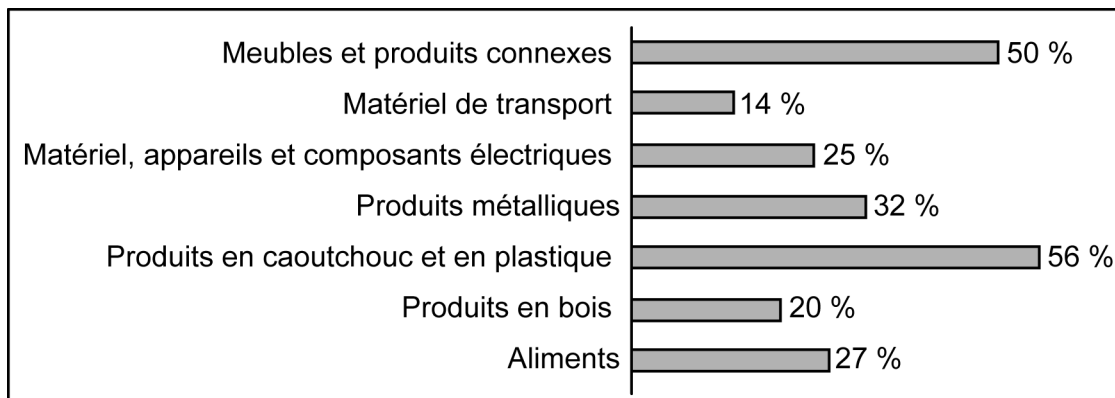 Meubles et produits connexes 50 %
Matériel de transport 14 %
Matériel, appareils et composants électriques 25 %
Produits métalliques 32 %
Produits en caoutchouc et en plastique 56 %
Produits en bois 20 %
Aliments 27 %